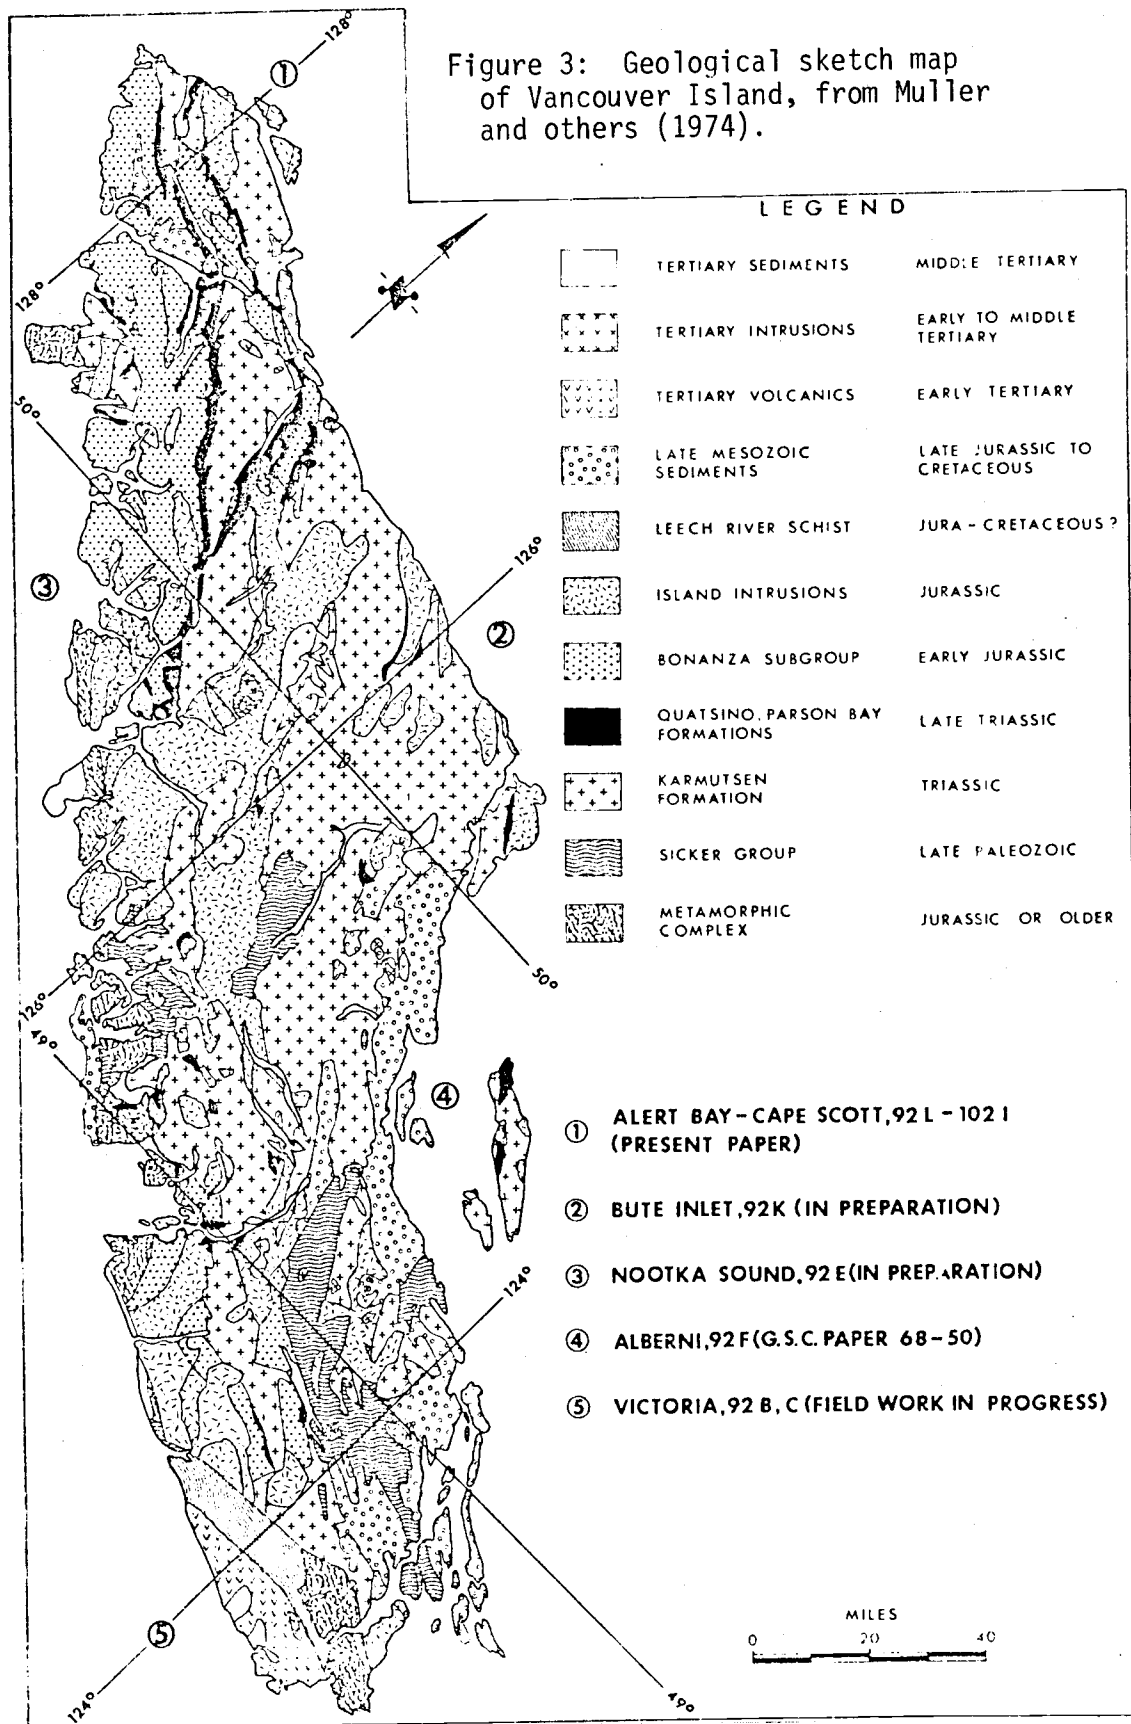 Figure 3: Geological sketch map
of Vancouver Island, from Muller
and others (1974).
LEGEND
TERTIARY SEDIMENTS MIDDLE TERTIARY
TERTIARY INTRUSIONS EARLY TO MIDDLE
TERTIARY
TERTIARY VOLCANICS EARLY TERTIARY
LATE MESOZOIC LATE JURASSIC TO
SEDIMENTS CRETACEOUS
LEECH RIVER SCHIST JURA-CRETACEOUS?
ISLAND INTRUSIONS JURASSIC
BONANZA SUBGROUP EARLY JURASSIC
QUATSINO, PARSON BAY LATE TRIASSIC
FORMATIONS
KARMUTSEN TRIASSIC
FORMATION
SICKER GROUP LATE PALEOZOIC
METAMORPHIC JURASSIC OR OLDER
COMPLEX
① ALERT BAY-CAPE SCOTT, 92 L-102 I
(PRESENT PAPER)
② BUTE INLET, 92K (IN PREPARATION)
③ NOOTKA SOUND, 92 E (IN PREPARATION)
④ ALBERNI, 92 F (G.S.C. PAPER 68-50)
⑤ VICTORIA, 92 B, C (FIELD WORK IN PROGRESS)
MILES
0 20 40
128°
①
128°
50°
126°
③
②
50°
126°
49°
④
124°
⑤
124°
49°